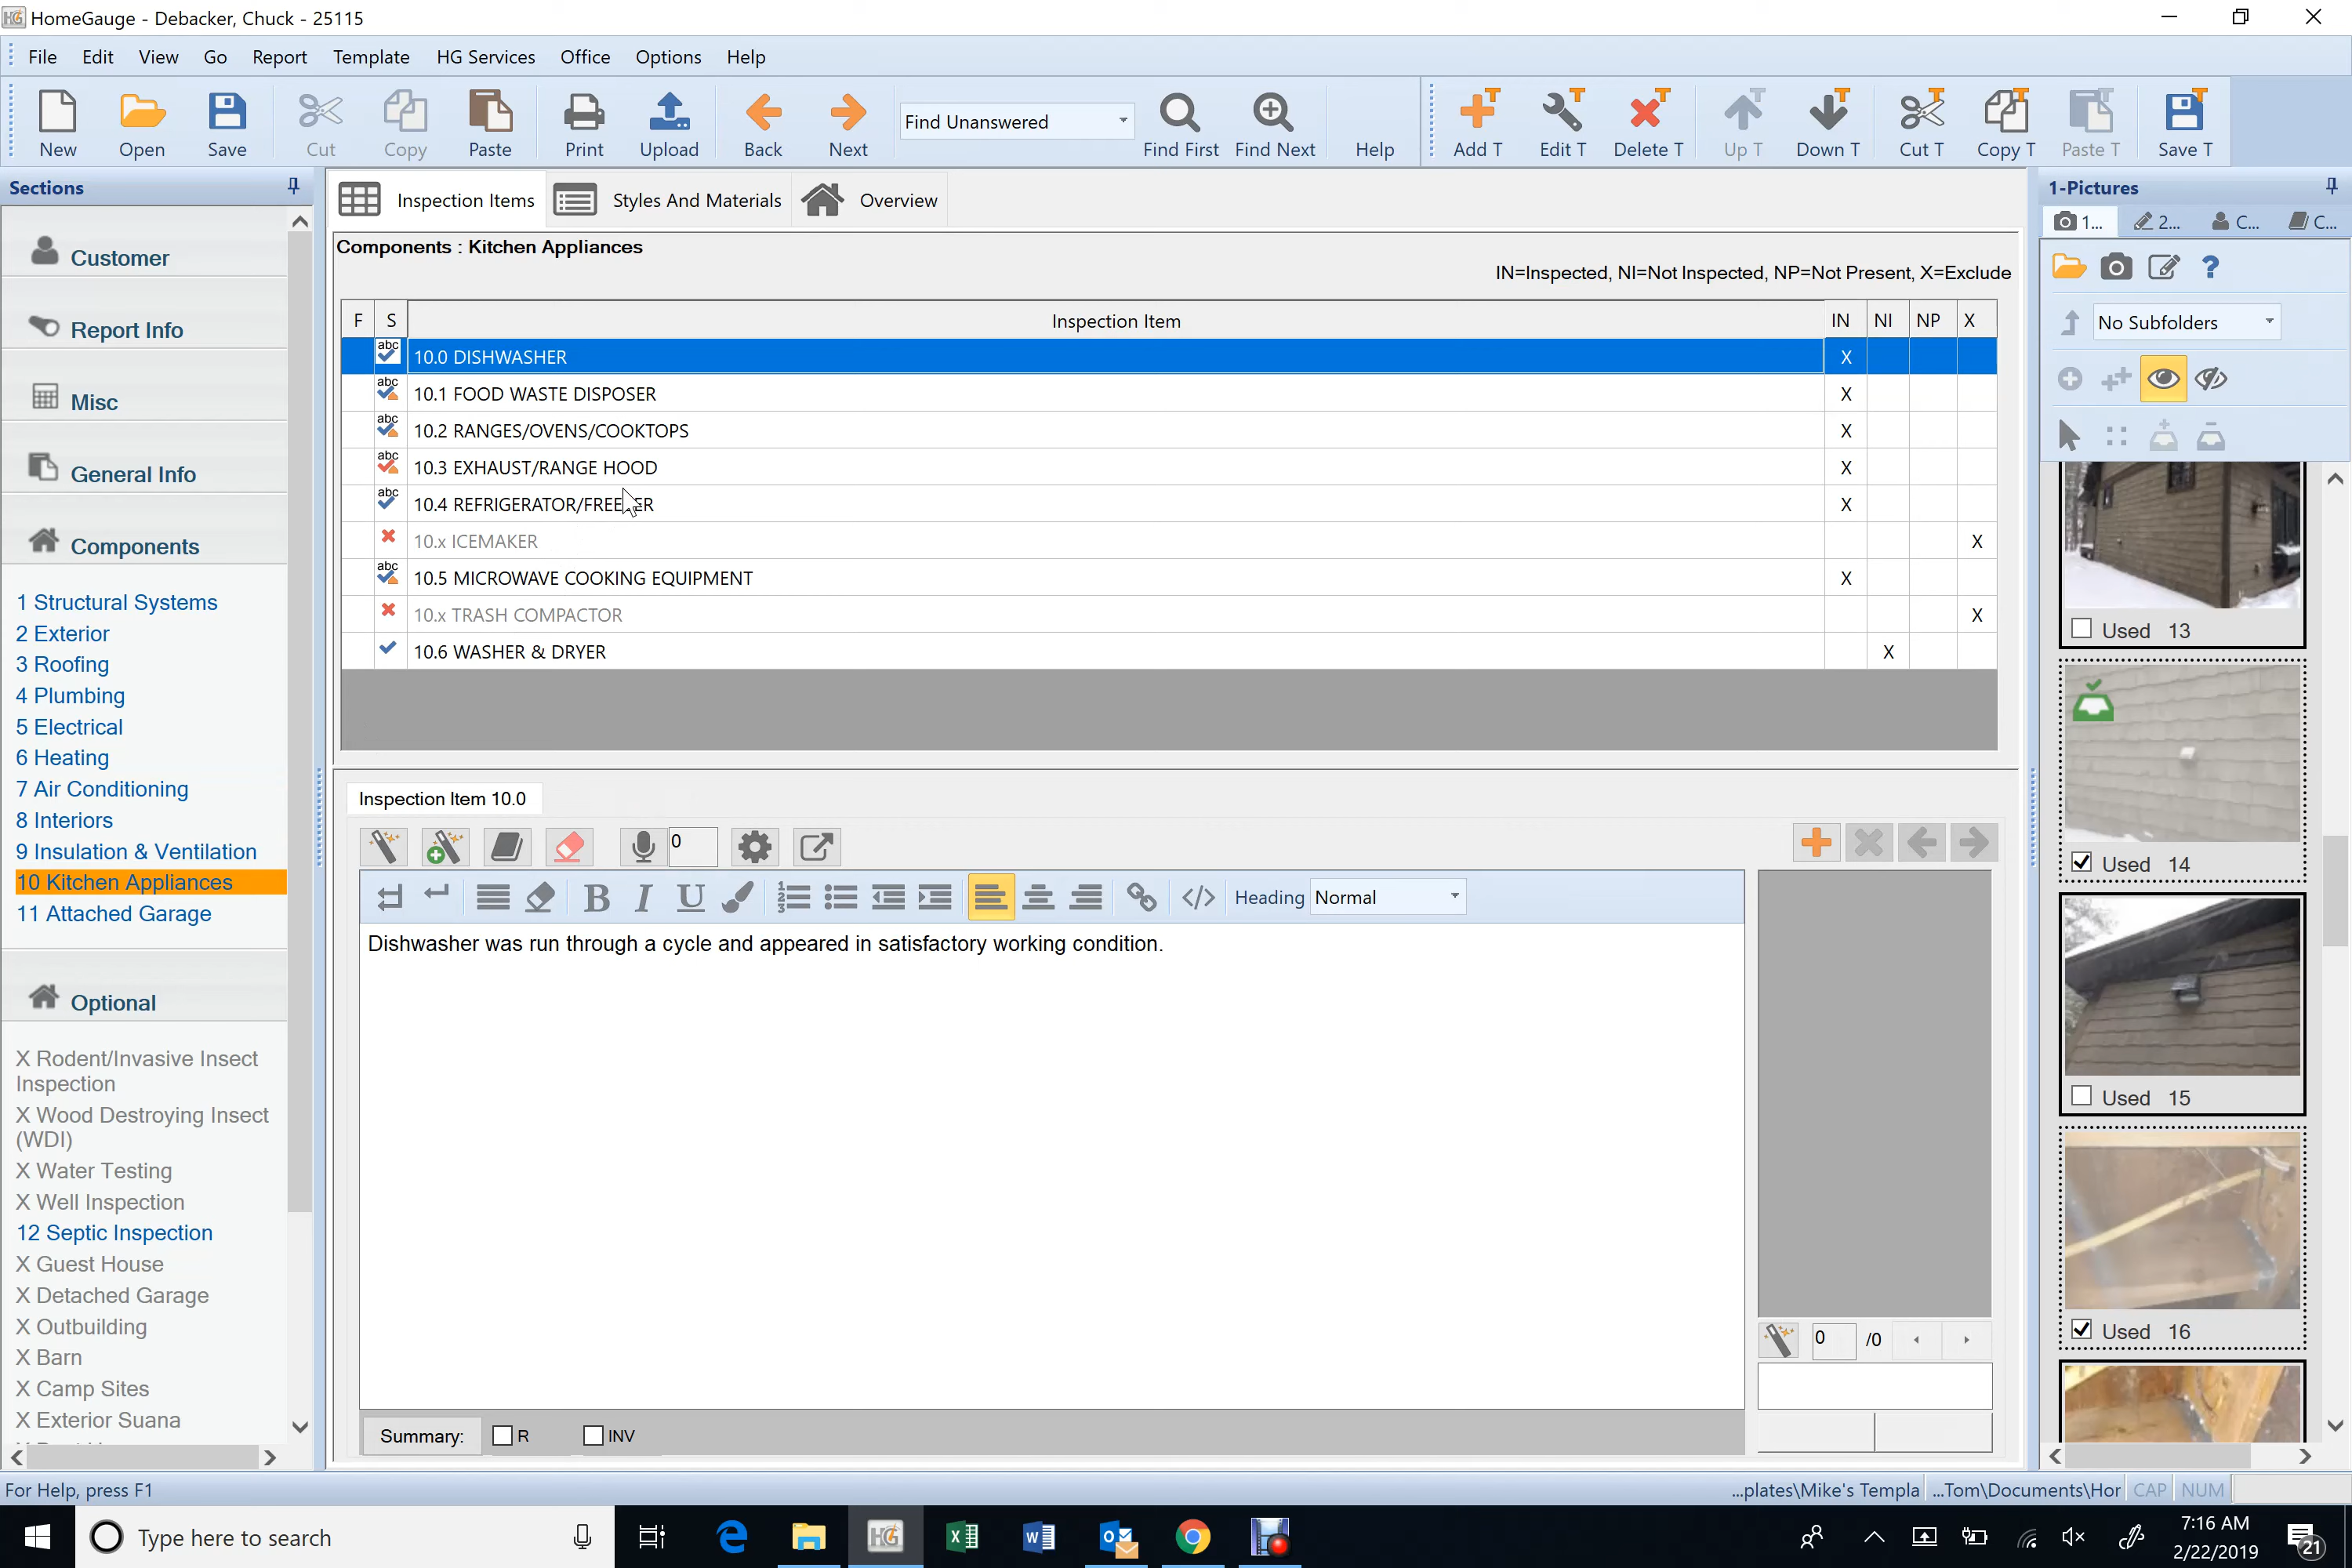 HomeGauge - Debacker, Chuck - 25115
File Edit View Go Report Template HG Services Office Options Help
New Open Save Cut Copy Paste Print Upload Back Next Find Unanswered Find First Find Next Help Add T Edit T Delete T Up T Down T Cut T Copy T Paste T Save T
Sections
Customer
Report Info
Misc
General Info
Components
1 Structural Systems
2 Exterior
3 Roofing
4 Plumbing
5 Electrical
6 Heating
7 Air Conditioning
8 Interiors
9 Insulation & Ventilation
10 Kitchen Appliances
11 Attached Garage
Optional
X Rodent/Invasive Insect
Inspection
X Wood Destroying Insect
(WDI)
X Water Testing
X Well Inspection
12 Septic Inspection
X Guest House
X Detached Garage
X Outbuilding
X Barn
X Camp Sites
X Exterior Suana
Inspection Items Styles And Materials Overview
Components : Kitchen Appliances
IN=Inspected, NI=Not Inspected, NP=Not Present, X=Exclude
F S Inspection Item IN NI NP X
abc 10.0 DISHWASHER X
abc 10.1 FOOD WASTE DISPOSER X
abc 10.2 RANGES/OVENS/COOKTOPS X
abc 10.3 EXHAUST/RANGE HOOD X
abc 10.4 REFRIGERATOR/FREEZER X
10.x ICEMAKER X
abc 10.5 MICROWAVE COOKING EQUIPMENT X
10.x TRASH COMPACTOR X
10.6 WASHER & DRYER X
Inspection Item 10.0
0
B I U Heading Normal
Dishwasher was run through a cycle and appeared in satisfactory working condition.
0 /0
Summary: R INV
1-Pictures
1... 2... C... C...
No Subfolders
Used 13
Used 14
Used 15
Used 16
For Help, press F1
...plates\Mike's Templa ...Tom\Documents\Hor CAP NUM
Type here to search
7:16 AM
2/22/2019
21